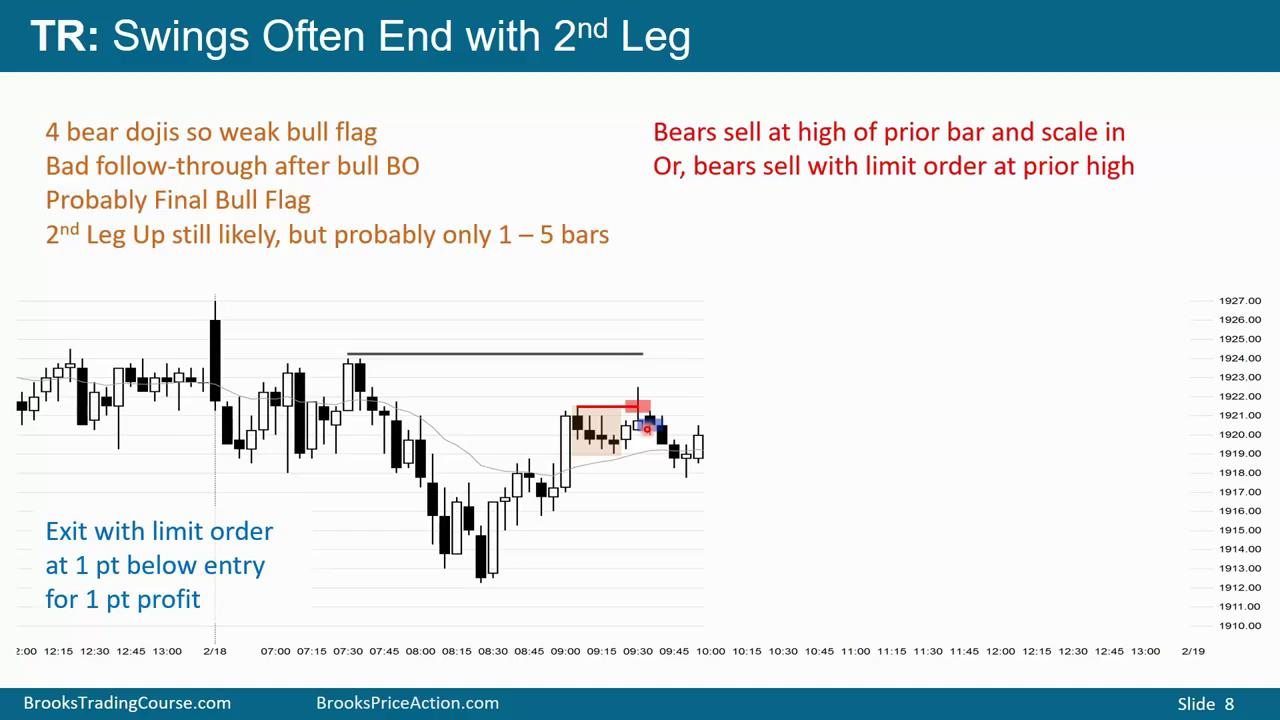 TR: Swings Often End with 2nd Leg
4 bear dojis so weak bull flag
Bad follow-through after bull BO
Probably Final Bull Flag
2nd Leg Up still likely, but probably only 1 – 5 bars
Bears sell at high of prior bar and scale in
Or, bears sell with limit order at prior high
1927.00
1926.00
1925.00
1924.00
1923.00
1922.00
1921.00
1920.00
1919.00
1918.00
1917.00
1916.00
1915.00
1914.00
1913.00
1912.00
1911.00
1910.00
Exit with limit order
at 1 pt below entry
for 1 pt profit
2:00 12:15 12:30 12:45 13:00 2/18 07:00 07:15 07:30 07:45 08:00 08:15 08:30 08:45 09:00 09:15 09:30 09:45 10:00 10:15 10:30 10:45 11:00 11:15 11:30 11:45 12:00 12:15 12:30 12:45 13:00 2/19
BrooksTradingCourse.com BrooksPriceAction.com Slide 8